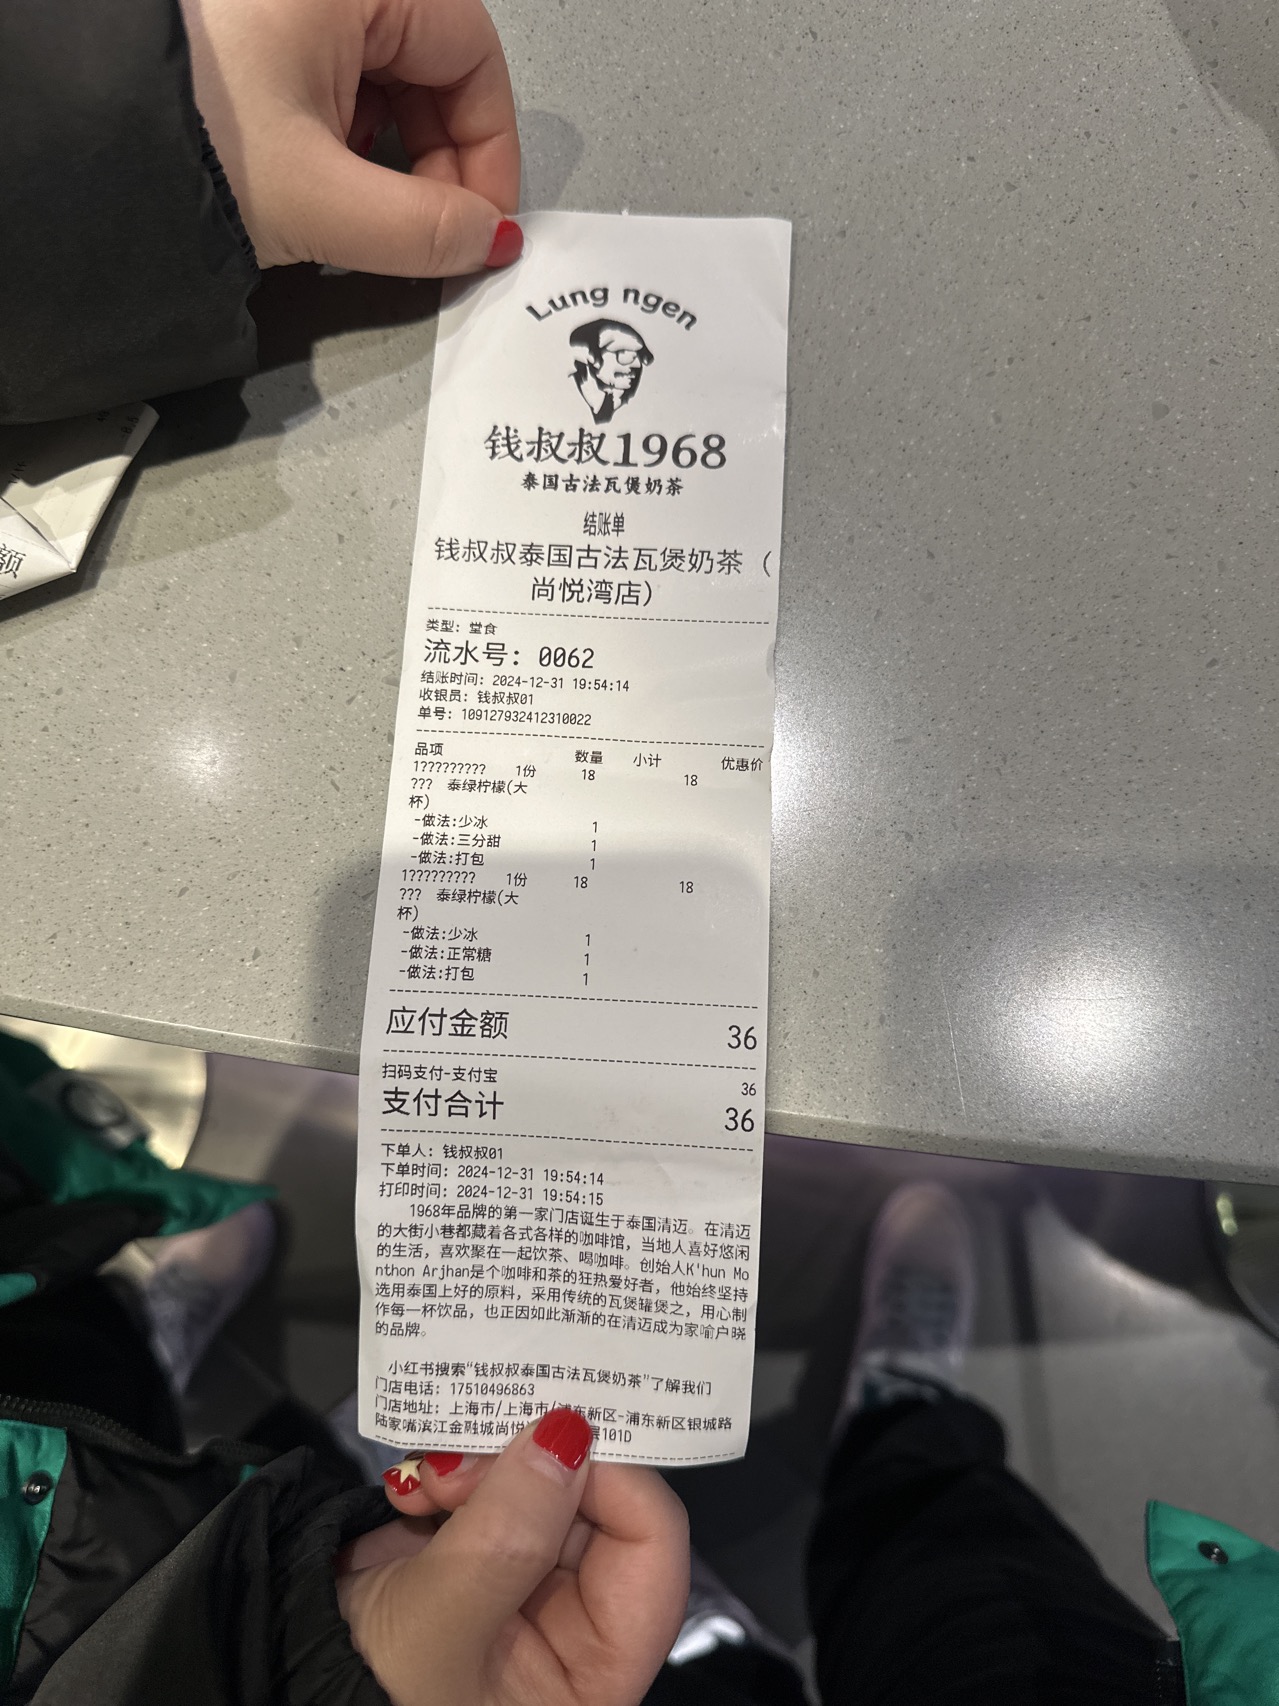 Lung ngen
钱叔叔1968
泰国古法瓦煲奶茶
结账单
钱叔叔泰国古法瓦煲奶茶（
尚悦湾店）
类型: 堂食
流水号: 0062
结账时间: 2024-12-31 19:54:14
收银员: 钱叔叔01
单号: 109127932412310022
品项 数量 小计 优惠价
1????????? 1份 18 18
??? 泰绿柠檬(大
杯)
-做法:少冰 1
-做法:三分甜 1
-做法:打包 1
1?????????? 1份 18 18
??? 泰绿柠檬(大
杯)
-做法:少冰 1
-做法:正常糖 1
-做法:打包 1
应付金额 36
扫码支付-支付宝 36
支付合计 36
下单人: 钱叔叔01
下单时间: 2024-12-31 19:54:14
打印时间: 2024-12-31 19:54:15
1968年品牌的第一家门店诞生于泰国清迈。在清迈
的大街小巷都藏着各式各样的咖啡馆，当地人喜好悠闲
的生活，喜欢聚在一起饮茶、喝咖啡。创始人K'hun Mo
nthon Arjhan是个咖啡和茶的狂热爱好者，他始终坚持
选用泰国上好的原料，采用传统的瓦煲罐煲之，用心制
作每一杯饮品，也正因如此渐渐的在清迈成为家喻户晓
的品牌。
小红书搜索“钱叔叔泰国古法瓦煲奶茶”了解我们
门店电话: 17510496863
门店地址: 上海市/上海市/浦东新区-浦东新区银城路
陆家嘴滨江金融城尚悦 层101D
额